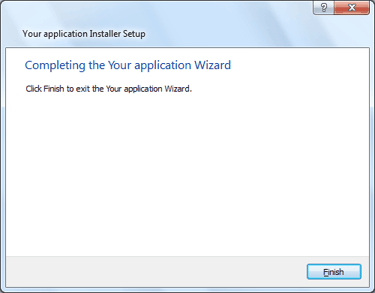 Your application Installer Setup
Completing the Your application Wizard
Click Finish to exit the Your application Wizard.
Finish